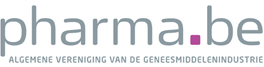 pharma.be
ALGEMENE VERENIGING VAN DE GENEESMIDDELENINDUSTRIE